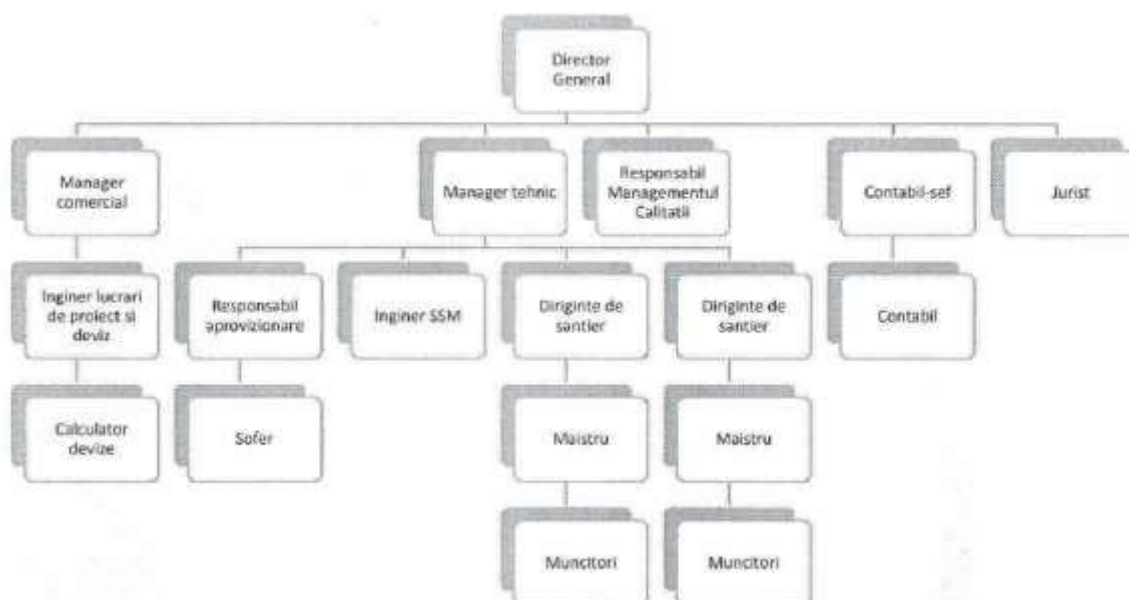 Director
General
Manager
comercial
Manager tehnic
Responsabil
Managementul
Calitatii
Contabil-sef
Jurist
Inginer lucrari
de proiect si
deviz
Responsabil
aprovizionare
Inginer SSM
Diriginte de
santier
Diriginte de
santier
Contabil
Calculator
devize
Sofer
Maistru
Maistru
Muncitori
Muncitori